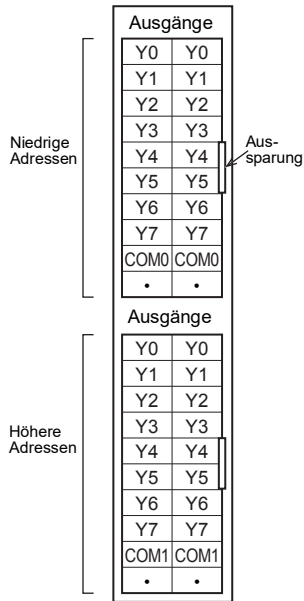 Ausgänge
Y0 Y0
Y1 Y1
Y2 Y2
Y3 Y3
Y4 Y4
Y5 Y5
Y6 Y6
Y7 Y7
COM0 COM0
• •
Niedrige
Adressen
Aus-
sparung
Ausgänge
Y0 Y0
Y1 Y1
Y2 Y2
Y3 Y3
Y4 Y4
Y5 Y5
Y6 Y6
Y7 Y7
COM1 COM1
• •
Höhere
Adressen